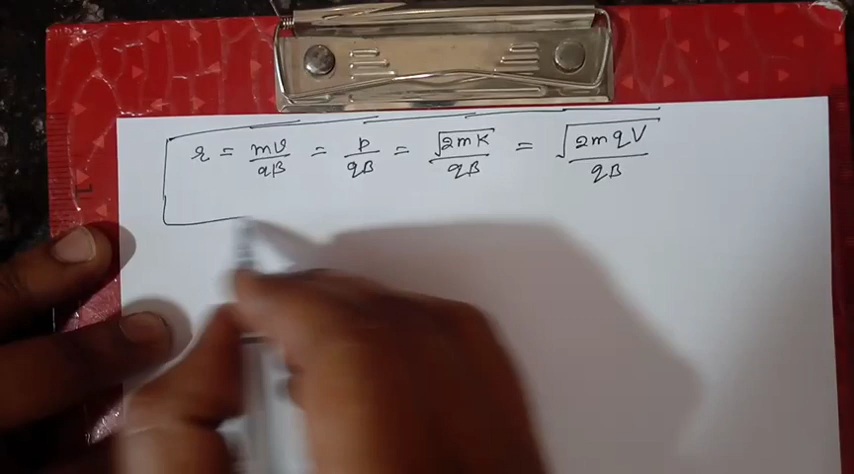 r = mv/qB = p/qB = √2mK/qB = √2mqV/qB